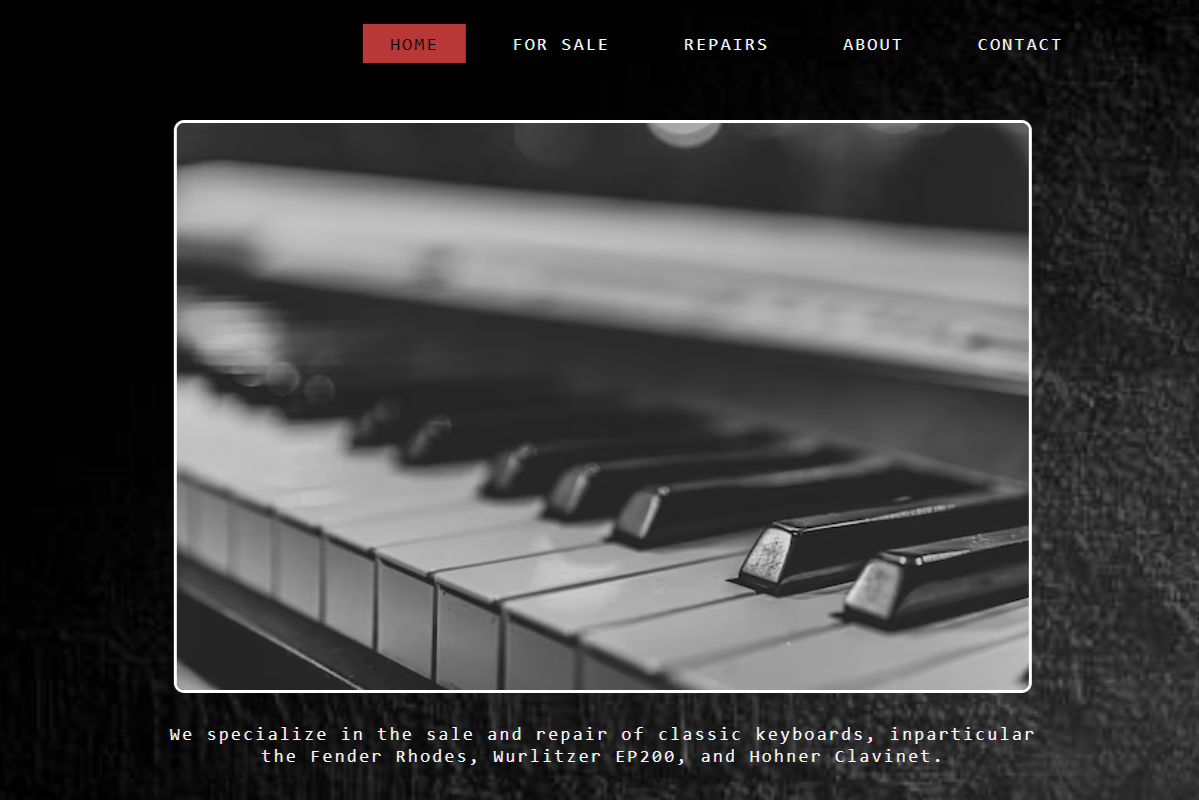 HOME FOR SALE REPAIRS ABOUT CONTACT
We specialize in the sale and repair of classic keyboards, inparticular
the Fender Rhodes, Wurlitzer EP200, and Hohner Clavinet.